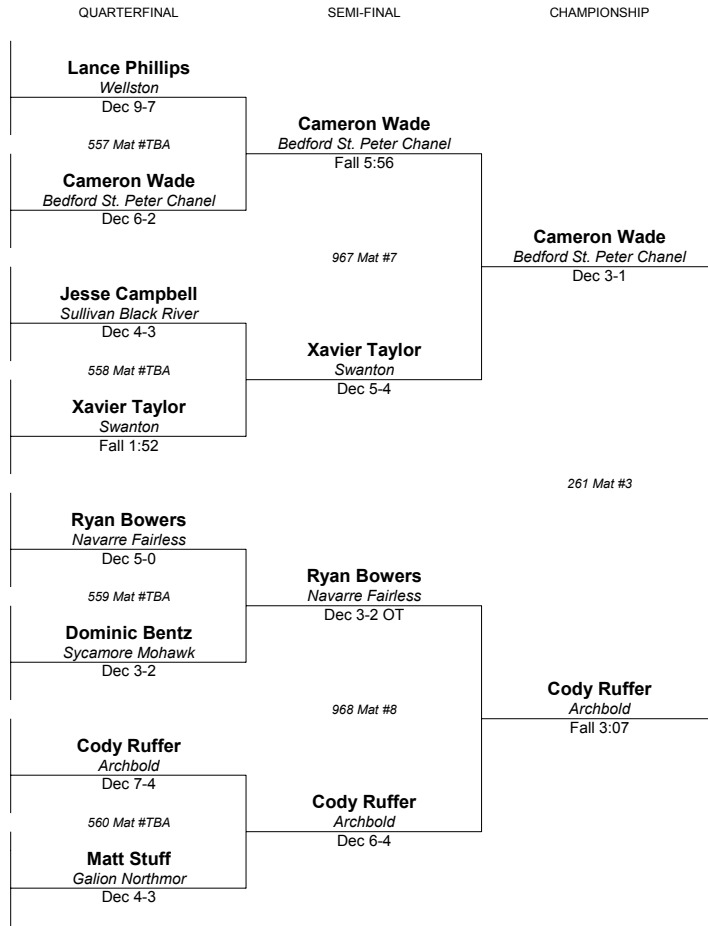 QUARTERFINAL
SEMI-FINAL
CHAMPIONSHIP
Lance Phillips
Wellston
Dec 9-7
557 Mat #TBA
Cameron Wade
Bedford St. Peter Chanel
Dec 6-2
Cameron Wade
Bedford St. Peter Chanel
Fall 5:56
967 Mat #7
Cameron Wade
Bedford St. Peter Chanel
Dec 3-1
Jesse Campbell
Sullivan Black River
Dec 4-3
558 Mat #TBA
Xavier Taylor
Swanton
Fall 1:52
Xavier Taylor
Swanton
Dec 5-4
261 Mat #3
Ryan Bowers
Navarre Fairless
Dec 5-0
559 Mat #TBA
Dominic Bentz
Sycamore Mohawk
Dec 3-2
Ryan Bowers
Navarre Fairless
Dec 3-2 OT
968 Mat #8
Cody Ruffer
Archbold
Fall 3:07
Cody Ruffer
Archbold
Dec 7-4
560 Mat #TBA
Matt Stuff
Galion Northmor
Dec 4-3
Cody Ruffer
Archbold
Dec 6-4